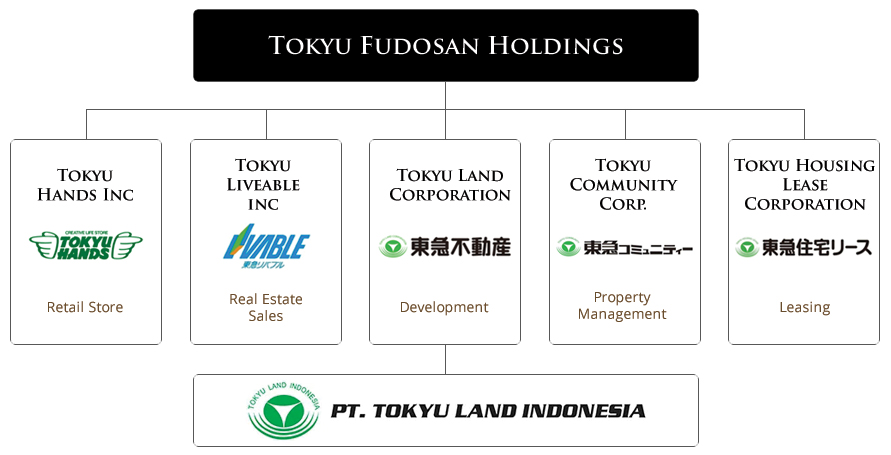 Tokyu Fudosan Holdings
Tokyu
Hands Inc
CREATIVE LIFE STORE
TOKYU
HANDS
Retail Store
Tokyu
Liveable
inc
LIVABLE
東急リバブル
Real Estate
Sales
Tokyu Land
Corporation
東急不動産
Development
Tokyu
Community
Corp.
東急コミュニティー
Property
Management
Tokyu Housing
Lease
Corporation
東急住宅リース
Leasing
TOKYU LAND INDONESIA
PT. TOKYU LAND INDONESIA